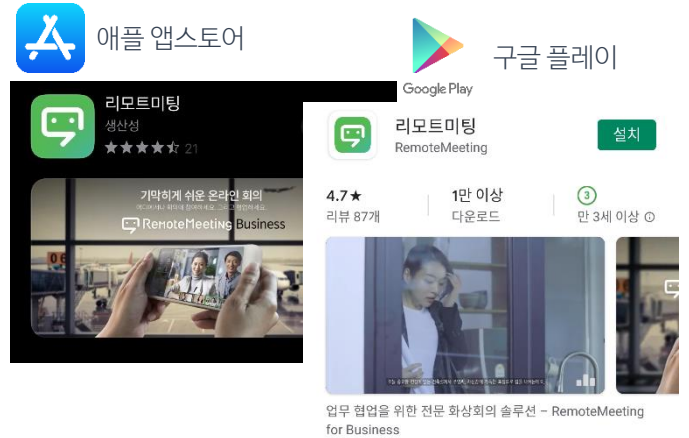 애플 앱스토어
구글 플레이
Google Play
리모트미팅
생산성
21
기막히게 쉬운 온라인 회의
RemoteMeeting Business
리모트미팅
RemoteMeeting
설치
4.7★
리뷰 87개
1만 이상
다운로드
3
만 3세 이상
업무 협업을 위한 전문 화상회의 솔루션 – RemoteMeeting
for Business